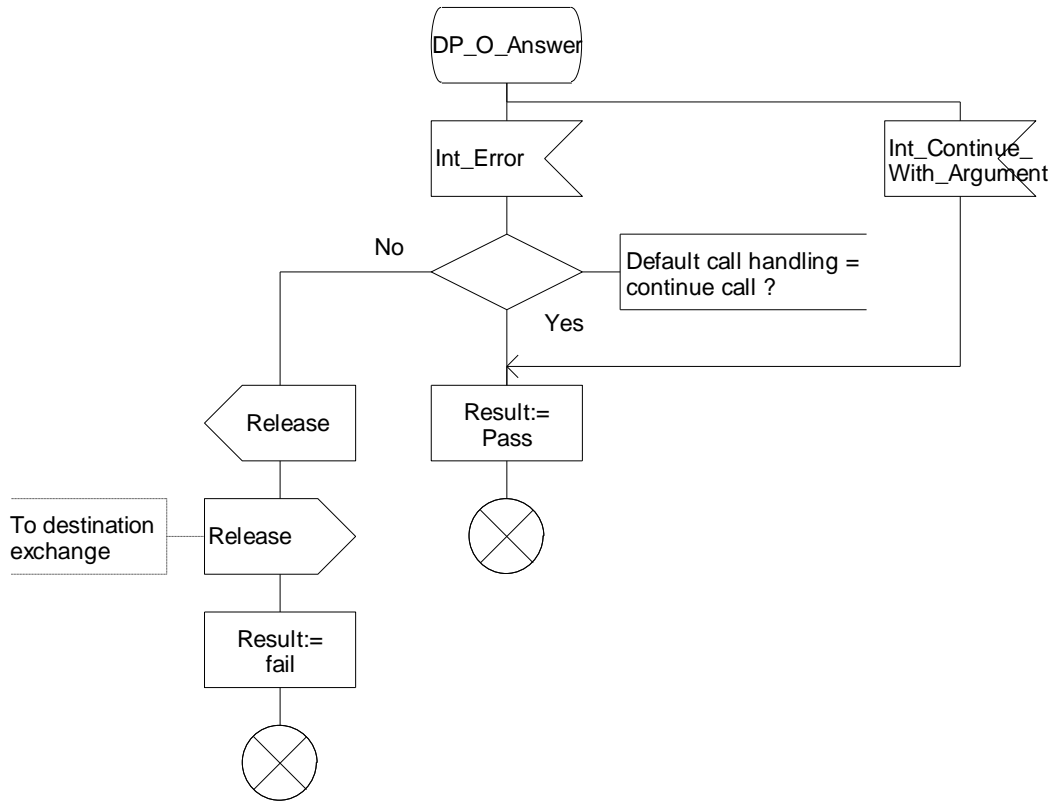 DP_O_Answer
Int_Error
Int_Continue_
With_Argument
No
Default call handling =
continue call ?
Yes
Release
Result:=
Pass
To destination
exchange
Release
Result:=
fail